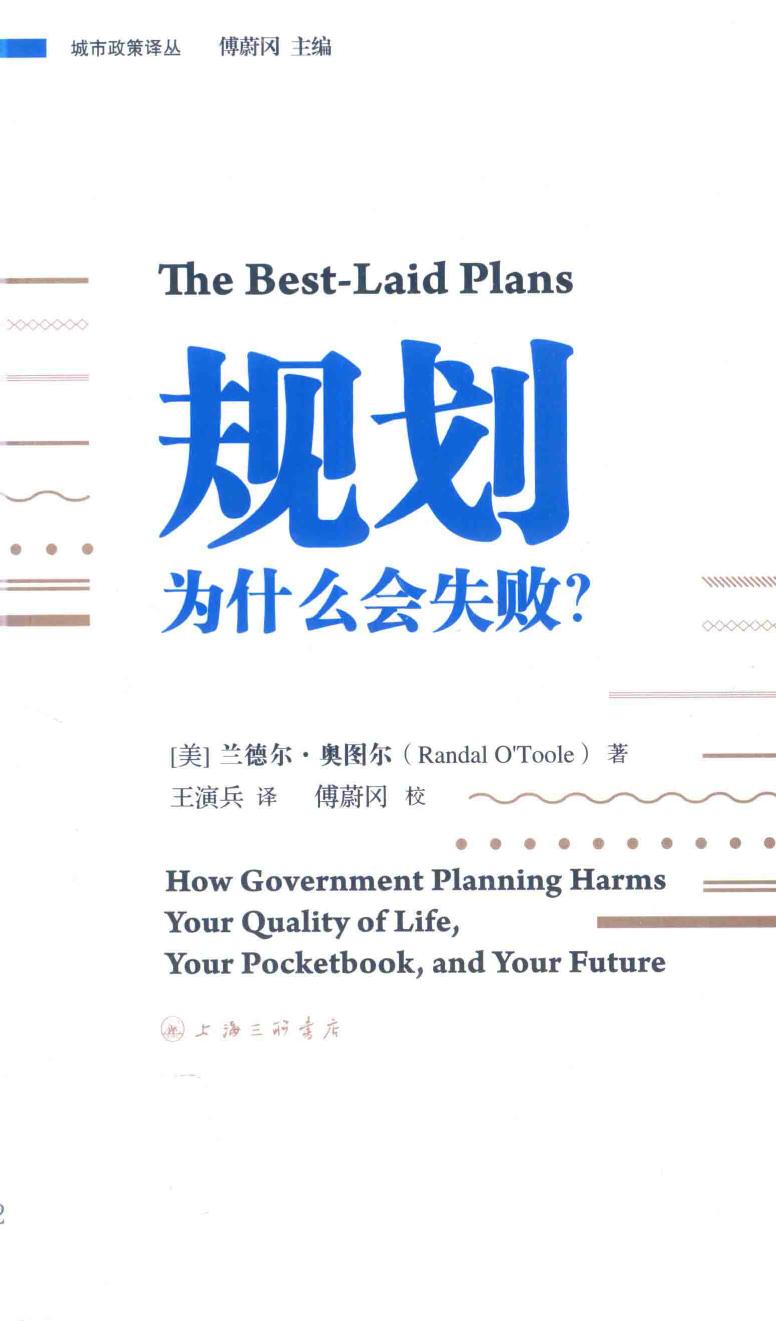 城市政策译丛 傅蔚冈 主编
The Best-Laid Plans
规划
为什么会失败?
[美] 兰德尔·奥图尔（Randal O'Toole）著
王演兵 译 傅蔚冈 校
How Government Planning Harms
Your Quality of Life,
Your Pocketbook, and Your Future
上海三联书店
2